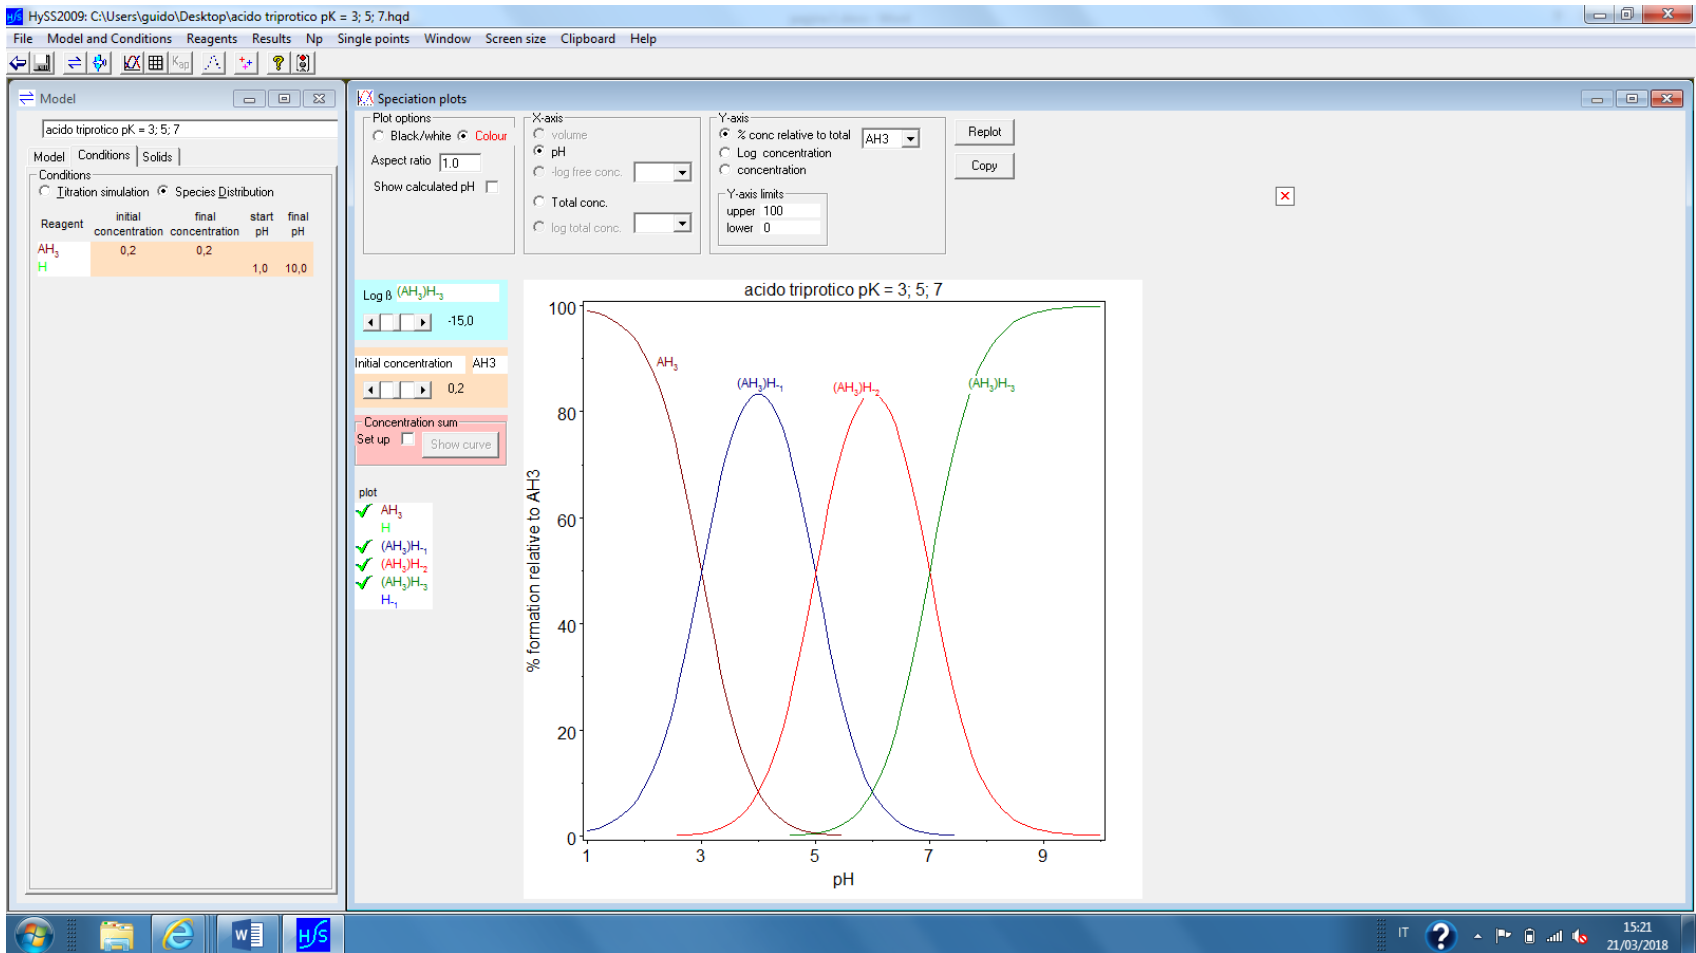 HySS2009: C:\Users\guido\Desktop\acido triprotico pK = 3; 5; 7.hqd
File Model and Conditions Reagents Results Np Single points Window Screen size Clipboard Help
Kap
Model
acido triprotico pK = 3; 5; 7
Model Conditions Solids
Conditions
Titration simulation Species Distribution
Reagent initial concentration final concentration start pH final pH
AH3 0,2 0,2
H 1,0 10,0
Speciation plots
Plot options
Black/white Colour
Aspect ratio 1.0
Show calculated pH
X-axis
volume
pH
-log free conc.
Total conc.
log total conc.
Y-axis
% conc relative to total AH3
Log concentration
concentration
Y-axis limits
upper 100
lower 0
Replot
Copy
Log ß (AH3)H-3
-15,0
Initial concentration AH3
0,2
Concentration sum
Set up Show curve
plot
AH3
H
(AH3)H-1
(AH3)H-2
(AH3)H-3
H-1
acido triprotico pK = 3; 5; 7
100
80
60
40
20
0
% formation relative to AH3
AH3
(AH3)H-1
(AH3)H-2
(AH3)H-3
1 3 5 7 9
pH
W
HySS
IT
15:21
21/03/2018